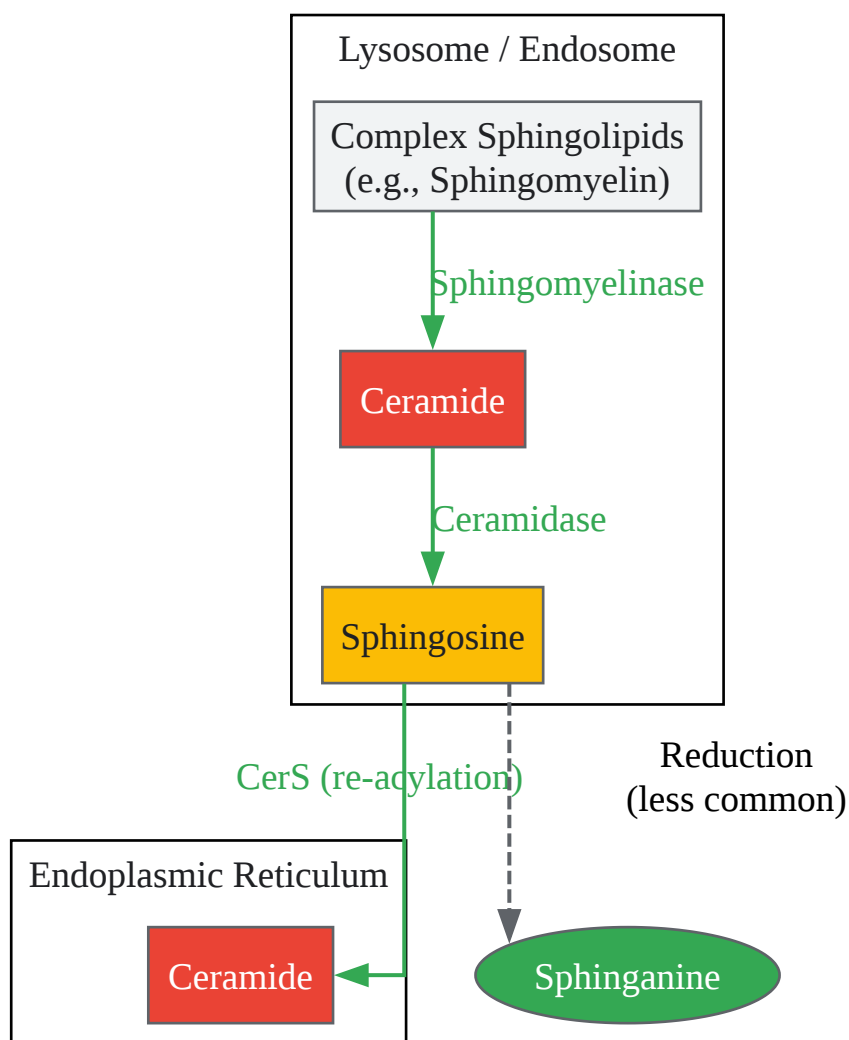 Lysosome / Endosome
Complex Sphingolipids
(e.g., Sphingomyelin)
Sphingomyelinase
Ceramide
Ceramidase
Sphingosine
CerS (re-acylation)
Reduction
(less common)
Endoplasmic Reticulum
Ceramide
Sphinganine